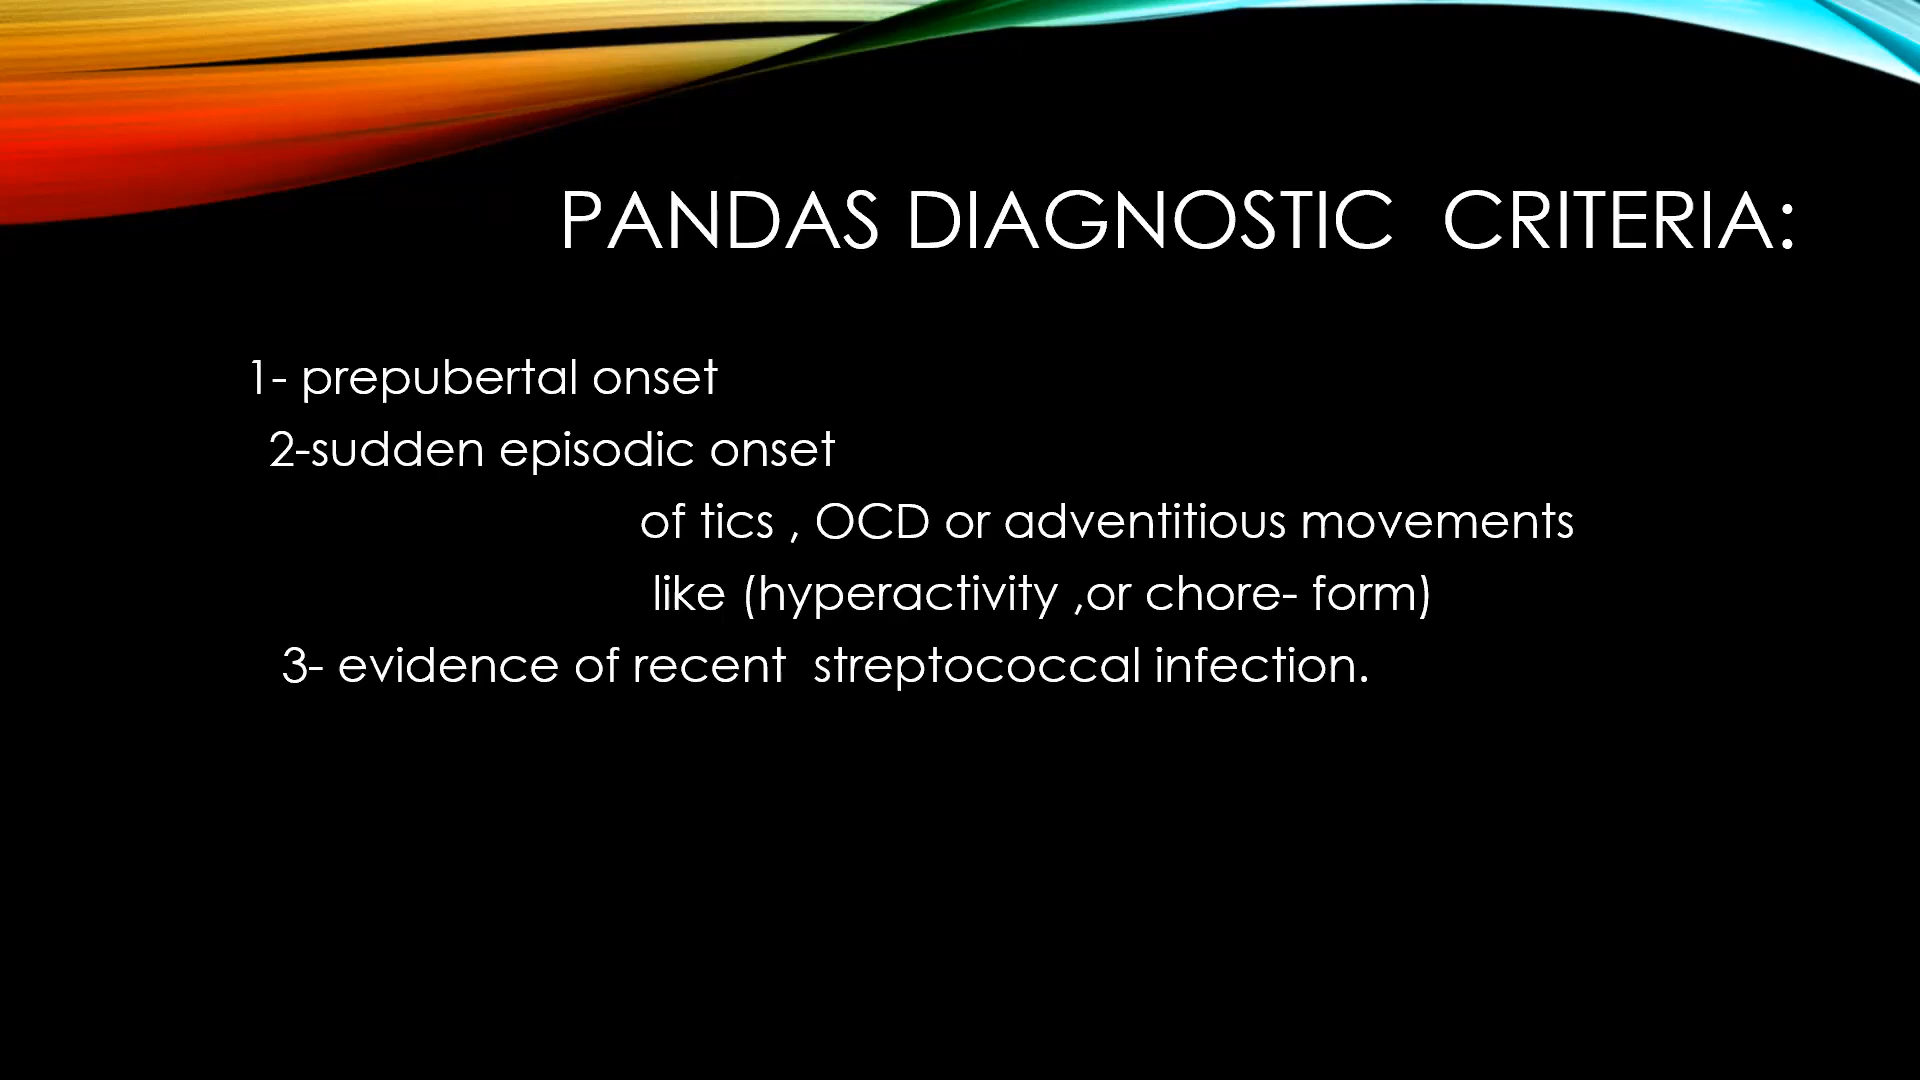 PANDAS DIAGNOSTIC  CRITERIA:
1- prepubertal onset
2-sudden episodic onset
of tics , OCD or adventitious movements
like (hyperactivity ,or chore- form)
3- evidence of recent  streptococcal infection.